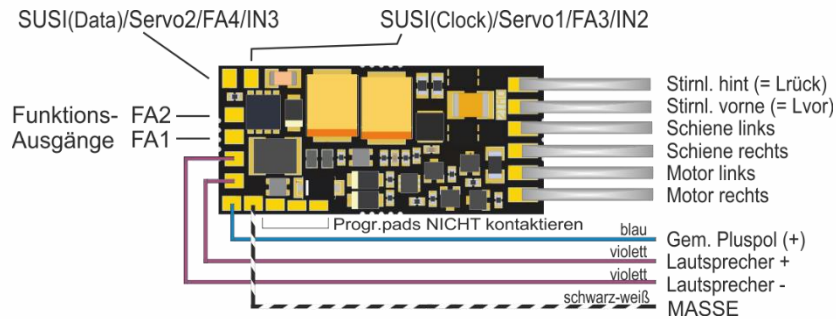 SUSI(Data)/Servo2/FA4/IN3
SUSI(Clock)/Servo1/FA3/IN2
Funktions- FA2
Ausgänge FA1
Stirnl. hint (= Lrück)
Stirnl. vorne (= Lvor)
Schiene links
Schiene rechts
Motor links
Motor rechts
Progr.pads NICHT kontaktieren
blau Gem. Pluspol (+)
violett Lautsprecher +
violett Lautsprecher -
schwarz-weiß MASSE